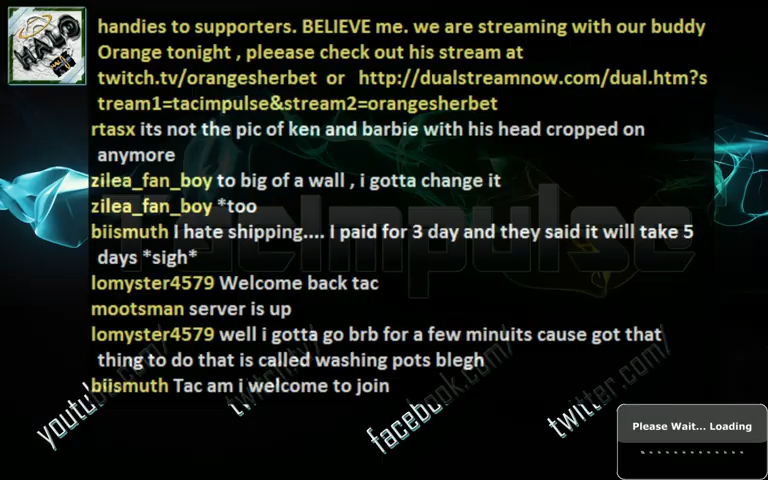 HALO
handies to supporters. BELIEVE me. we are streaming with our buddy
Orange tonight , pleease check out his stream at
twitch.tv/orangesherbet or http://dualstreamnow.com/dual.htm?s
tream1=tacimpulse&stream2=orangesherbet
rtasx its not the pic of ken and barbie with his head cropped on
anymore
zilea_fan_boy to big of a wall , i gotta change it
zilea_fan_boy *too
biismuth I hate shipping.... I paid for 3 day and they said it will take 5
days *sigh*
lomyster4579 Welcome back tac
mootsman server is up
lomyster4579 well i gotta go brb for a few minuits cause got that
thing to do that is called washing pots blegh
biismuth Tac am i welcome to join
TacImpulse
youtube.com/
twitch.tv/
facebook.com/
twitter.com/
Please Wait... Loading